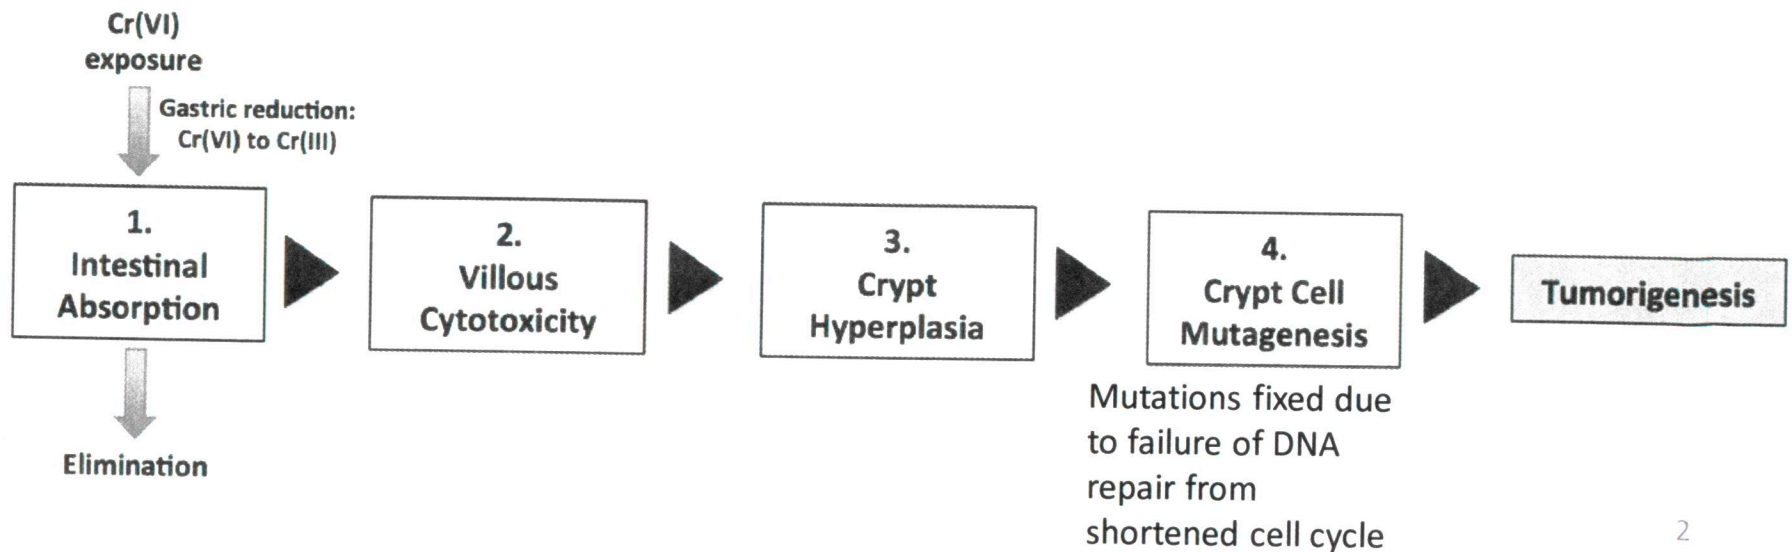 Cr(VI)
exposure
Gastric reduction:
Cr(VI) to Cr(III)
1.
Intestinal
Absorption
Elimination
2.
Villous
Cytotoxicity
3.
Crypt
Hyperplasia
4.
Crypt Cell
Mutagenesis
Mutations fixed due
to failure of DNA
repair from
shortened cell cycle
Tumorigenesis
2